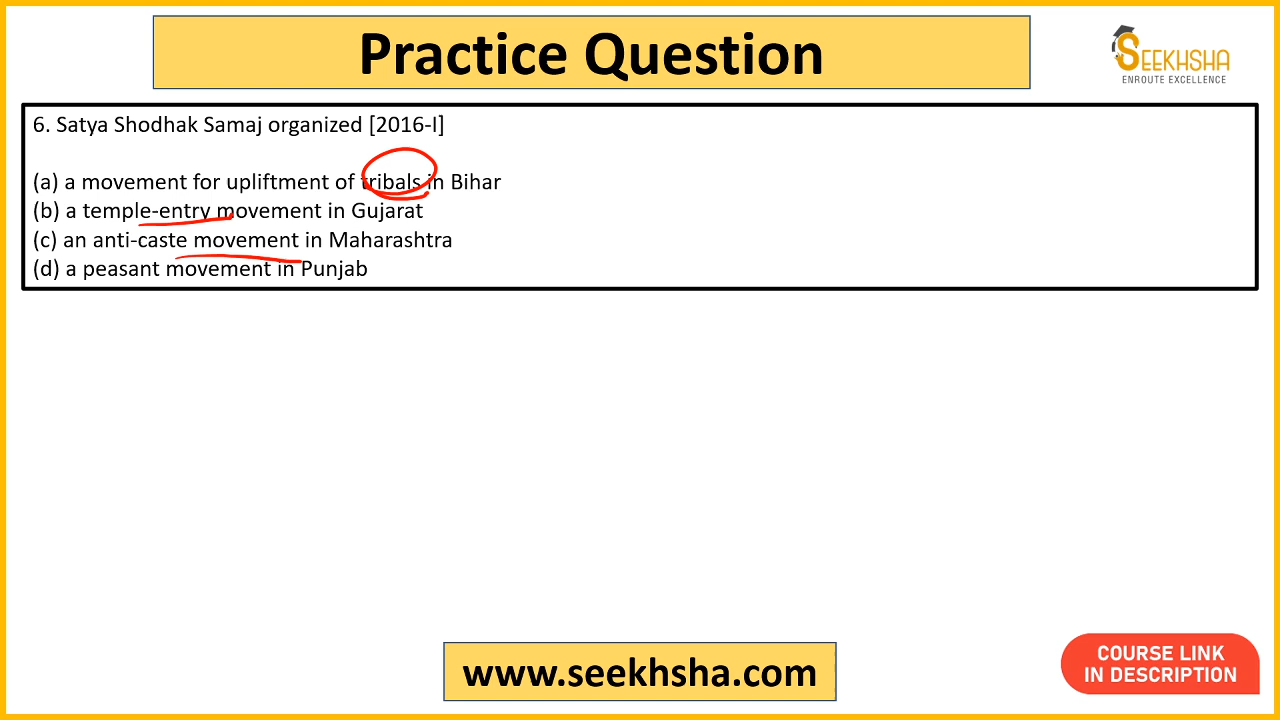 Practice Question
SEEKHSHA
ENROUTE EXCELLENCE
6. Satya Shodhak Samaj organized [2016-I]
(a) a movement for upliftment of tribals in Bihar
(b) a temple-entry movement in Gujarat
(c) an anti-caste movement in Maharashtra
(d) a peasant movement in Punjab
www.seekhsha.com
COURSE LINK
IN DESCRIPTION